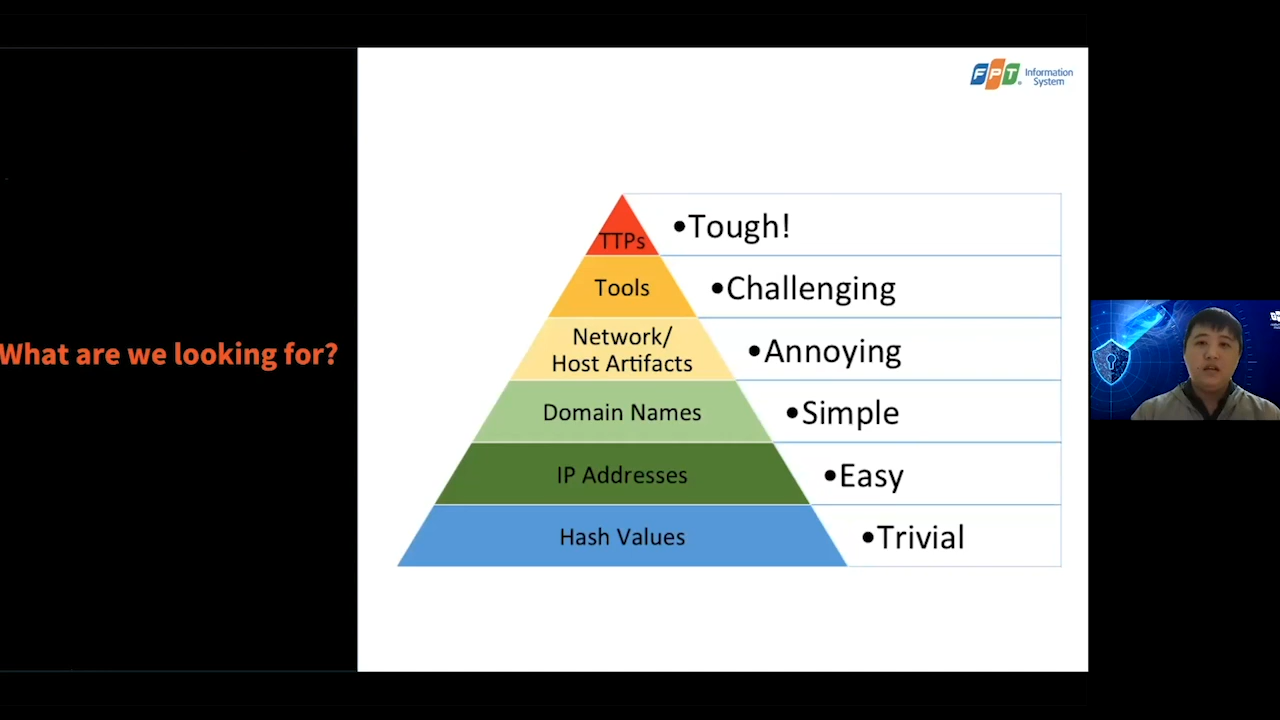 FPT Information
System
What are we looking for?
TTPs
•Tough!
Tools
•Challenging
Network/
Host Artifacts
•Annoying
Domain Names
•Simple
IP Addresses
•Easy
Hash Values
•Trivial